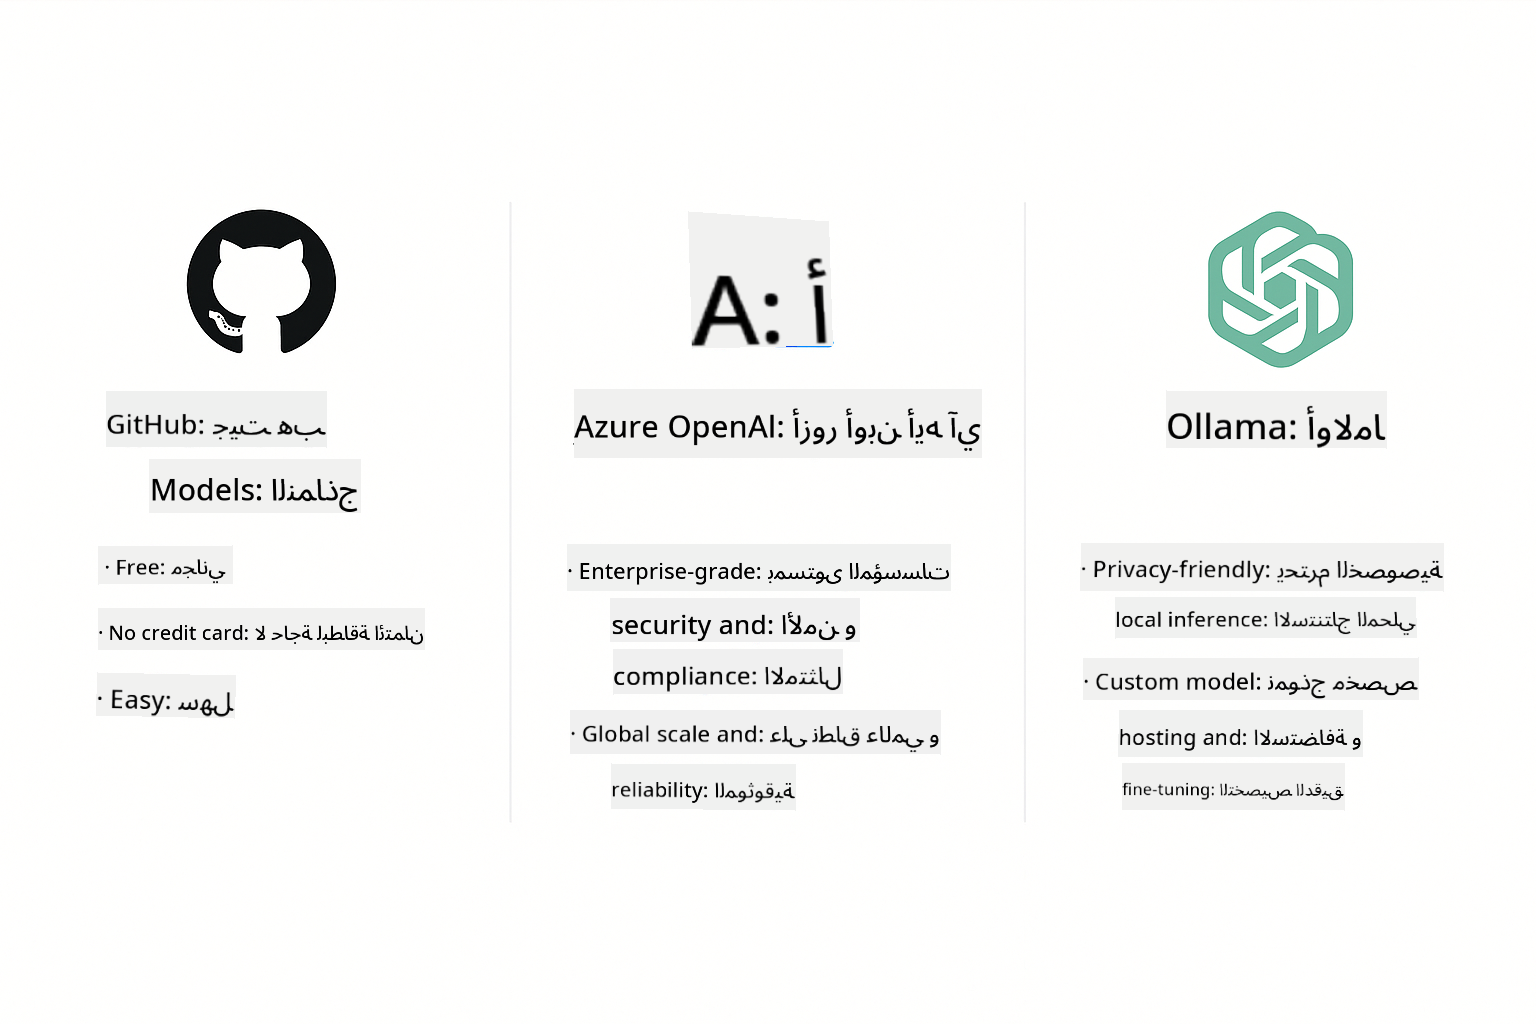 GitHub: جيت هب
Models: النماذج
· Free: مجاني
· No credit card: لا حاجة لبطاقة ائتمان
· Easy: سهل
A: أ
Azure OpenAI: أزور أوبن أيه آي
· Enterprise-grade: بمستوى المؤسسات
security and: الأمن و
compliance: الامتثال
· Global scale and: على نطاق عالمي و
reliability: الموثوقية
Ollama: أولاما
· Privacy-friendly: يحترم الخصوصية
local inference: الاستنتاج المحلي
· Custom model: نموذج مخصص
hosting and: الاستضافة و
fine-tuning: التخصيص الدقيق